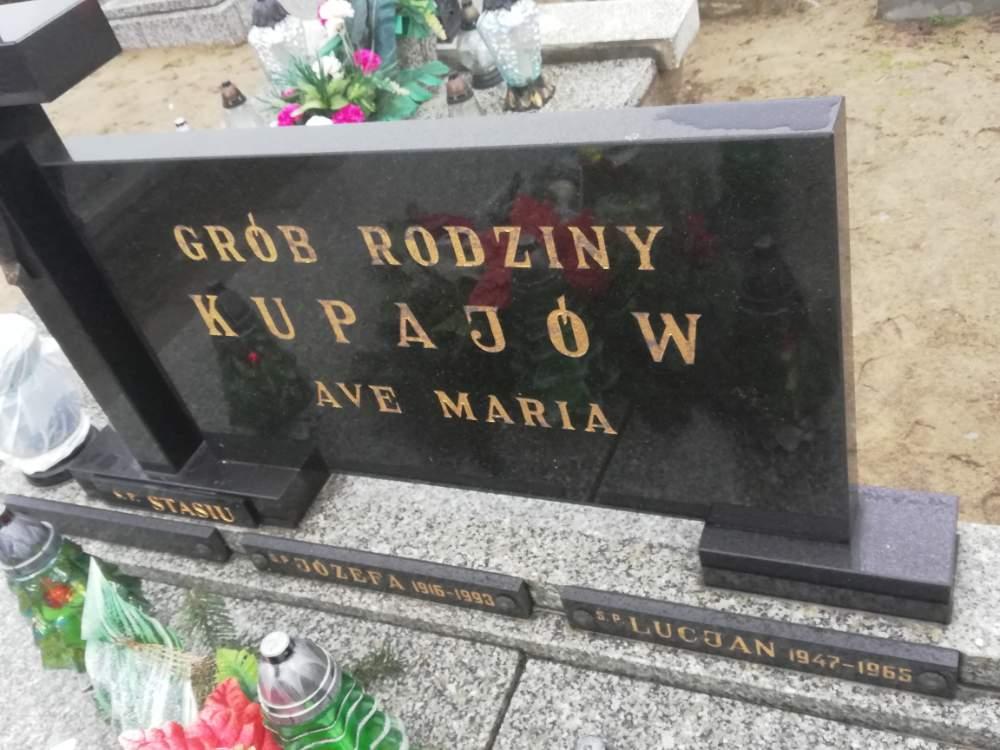 GRÓB RODZINY
KUPAJÓW
AVE MARIA
Ś.P. STASIU
Ś.P. JÓZEFA 1916-1993
Ś.P. LUCJAN 1947-1965